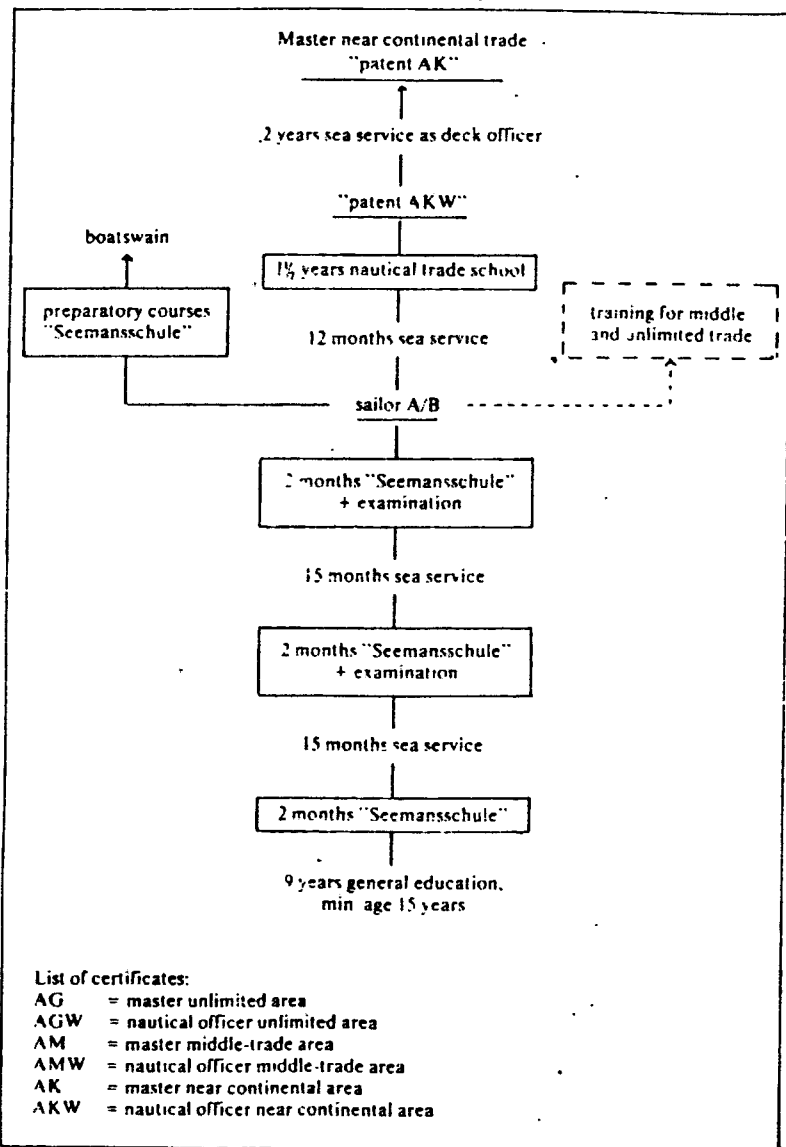 Master near continental trade
"patent AK"
2 years sea service as deck officer
"patent AKW"
boatswain
1½ years nautical trade school
preparatory courses
"Seemansschule"
training for middle
and unlimited trade
12 months sea service
sailor A/B
2 months "Seemansschule"
+ examination
15 months sea service
2 months "Seemansschule"
+ examination
15 months sea service
2 months "Seemansschule"
9 years general education,
min age 15 years
List of certificates:
AG = master unlimited area
AGW = nautical officer unlimited area
AM = master middle-trade area
AMW = nautical officer middle-trade area
AK = master near continental area
AKW = nautical officer near continental area